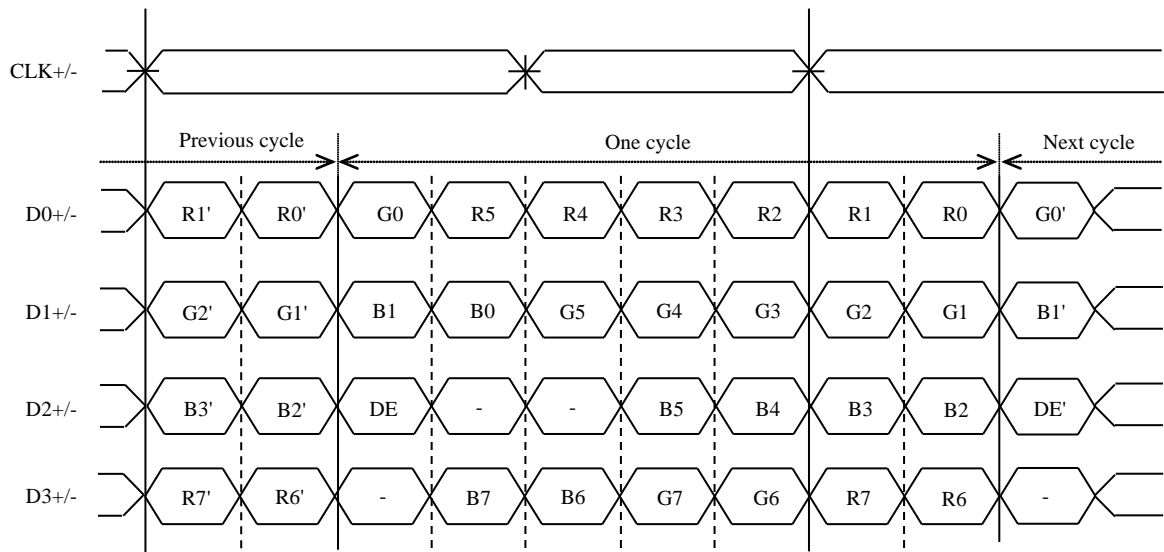 CLK+/-
Previous cycle One cycle Next cycle
D0+/- R1' R0' G0 R5 R4 R3 R2 R1 R0 G0'
D1+/- G2' G1' B1 B0 G5 G4 G3 G2 G1 B1'
D2+/- B3' B2' DE - - B5 B4 B3 B2 DE'
D3+/- R7' R6' - B7 B6 G7 G6 R7 R6 -